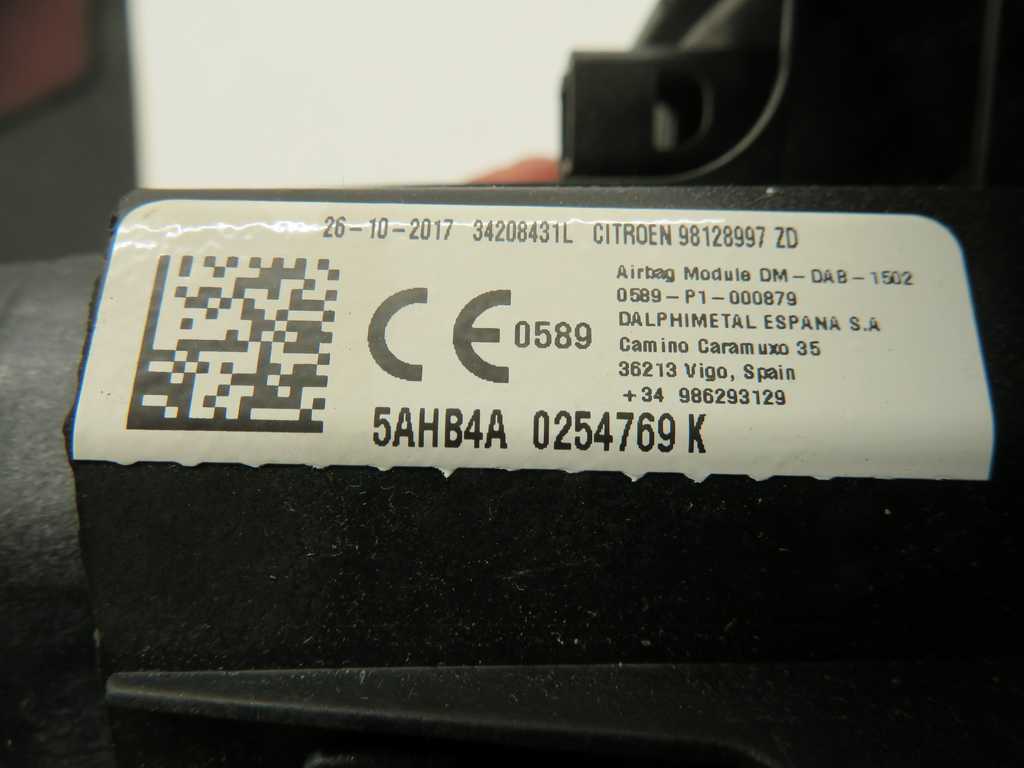 26-10-2017 34208431L CITROEN 98128997 ZD
Airbag Module DM-DAB-1502
0589-P1-000879
DALPHIMETAL ESPANA S.A
Camino Caramuxo 35
36213 Vigo, Spain
+34 986293129
CE 0589
5AHB4A 0254769 K